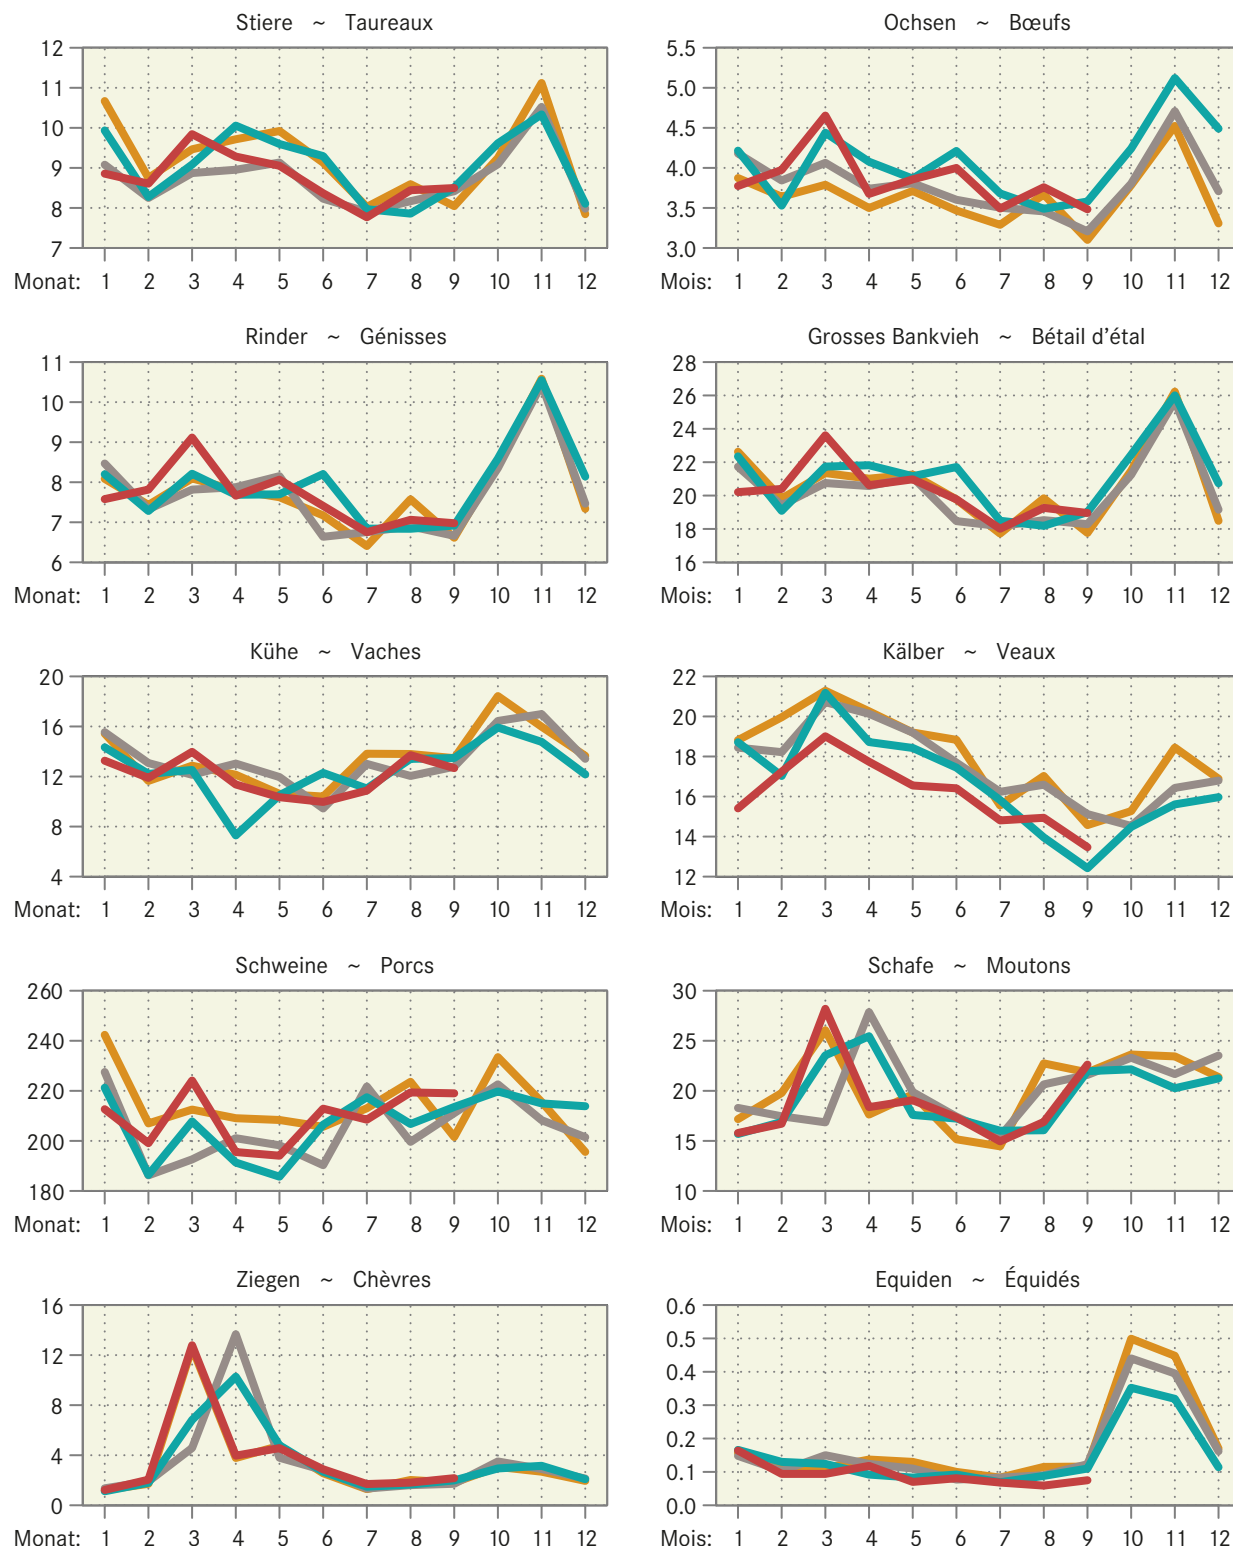 Stiere ~ Taureaux
12
11
10
9
8
7
Monat: 1 2 3 4 5 6 7 8 9 10 11 12
Ochsen ~ Bœufs
5.5
5.0
4.5
4.0
3.5
3.0
Mois: 1 2 3 4 5 6 7 8 9 10 11 12
Rinder ~ Génisses
11
10
9
8
7
6
Monat: 1 2 3 4 5 6 7 8 9 10 11 12
Grosses Bankvieh ~ Bétail d’étal
28
26
24
22
20
18
16
Mois: 1 2 3 4 5 6 7 8 9 10 11 12
Kühe ~ Vaches
20
16
12
8
4
Monat: 1 2 3 4 5 6 7 8 9 10 11 12
Kälber ~ Veaux
22
20
18
16
14
12
Mois: 1 2 3 4 5 6 7 8 9 10 11 12
Schweine ~ Porcs
260
240
220
200
180
Monat: 1 2 3 4 5 6 7 8 9 10 11 12
Schafe ~ Moutons
30
25
20
15
10
Mois: 1 2 3 4 5 6 7 8 9 10 11 12
Ziegen ~ Chèvres
16
12
8
4
0
Monat: 1 2 3 4 5 6 7 8 9 10 11 12
Equiden ~ Équidés
0.6
0.5
0.4
0.3
0.2
0.1
0.0
Mois: 1 2 3 4 5 6 7 8 9 10 11 12